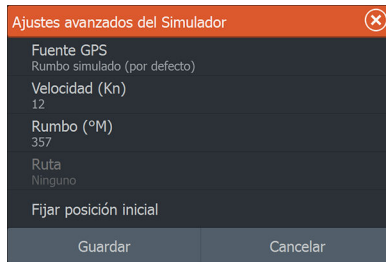 Ajustes avanzados del Simulador
Fuente GPS
Rumbo simulado (por defecto)
Velocidad (Kn)
12
Rumbo (°M)
357
Ruta
Ninguno
Fijar posición inicial
Guardar
Cancelar